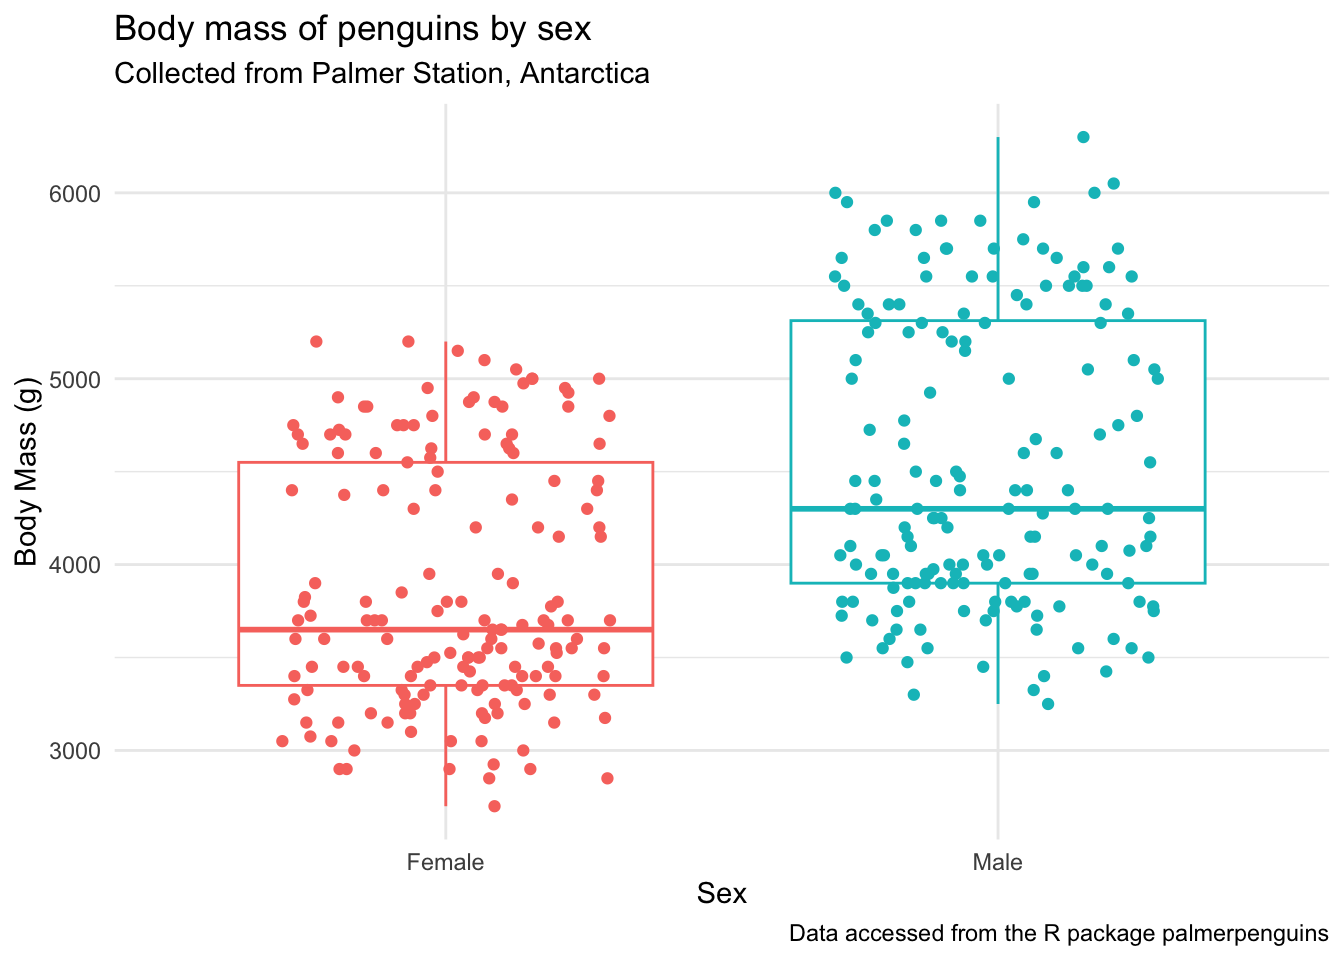 Body mass of penguins by sex
Collected from Palmer Station, Antarctica
Body Mass (g)
6000
5000
4000
3000
Female
Male
Sex
Data accessed from the R package palmerpenguins